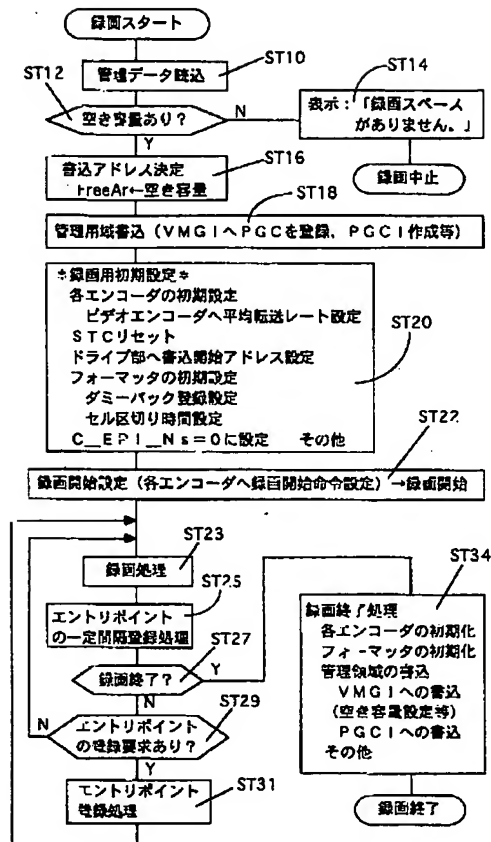 録画スタート
ST10
ST12
管理データ読込
ST14
空き容量あり?
N
表示:「録画スペース
がありません。」
Y
ST16
書込アドレス決定
FreeAr←空き容量
録画中止
ST18
管理用域書込(VMGIへPGCを登録、PGCI作成等)
*録画用初期設定*
各エンコーダの初期設定
ビデオエンコーダへ平均転送レート設定
STCリセット
ドライブ部へ書込開始アドレス設定
フォーマッタの初期設定
ダミーパック登録設定
セル区切り時間設定
C_EPI_Ns=0に設定 その他
ST20
ST22
録画開始設定(各エンコーダへ録画開始命令設定)→録画開始
ST23
録画処理
ST25
エントリポイント
の一定間隔登録処理
ST27
録画終了?
Y
N
ST29
N
エントリポイント
の登録要求あり?
Y
ST31
エントリポイント
登録処理
ST34
録画終了処理
各エンコーダの初期化
フォーマッタの初期化
管理領域の書込
VMGIへの書込
(空き容量設定等)
PGCIへの書込
その他
録画終了